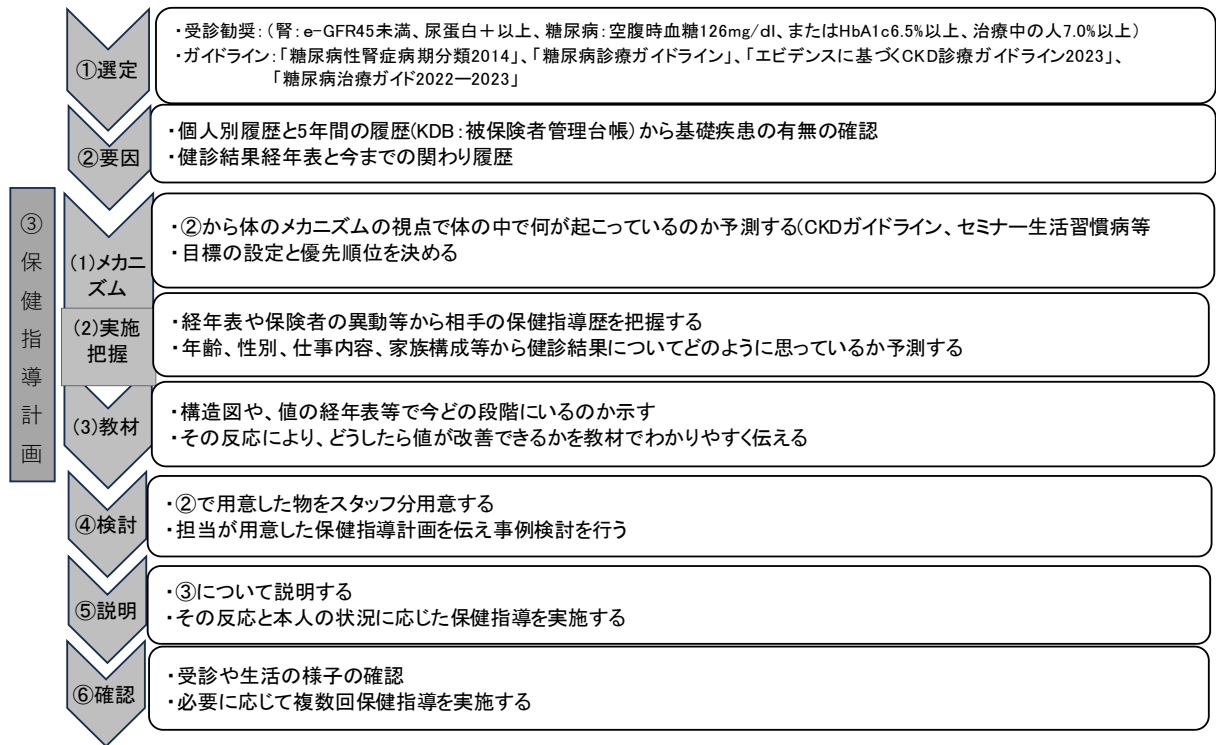 ①選定
・受診勧奨：（腎：e-GFR45未満、尿蛋白＋以上、糖尿病：空腹時血糖126mg/dl、またはHbA1c6.5%以上、治療中の人7.0%以上）
・ガイドライン：「糖尿病性腎症病期分類2014」、「糖尿病診療ガイドライン」、「エビデンスに基づくCKD診療ガイドライン2023」、
「糖尿病治療ガイド2022ー2023」
②要因
・個人別履歴と5年間の履歴(KDB：被保険者管理台帳）から基礎疾患の有無の確認
・健診結果経年表と今までの関わり履歴
③保健指導計画
(1)メカニ
ズム
・②から体のメカニズムの視点で体の中で何が起こっているのか予測する(CKDガイドライン、セミナー生活習慣病等
・目標の設定と優先順位を決める
(2)実施
把握
・経年表や保険者の異動等から相手の保健指導歴を把握する
・年齢、性別、仕事内容、家族構成等から健診結果についてどのように思っているか予測する
(3)教材
・構造図や、値の経年表等で今どの段階にいるのか示す
・その反応により、どうしたら値が改善できるかを教材でわかりやすく伝える
④検討
・②で用意した物をスタッフ分用意する
・担当が用意した保健指導計画を伝え事例検討を行う
⑤説明
・③について説明する
・その反応と本人の状況に応じた保健指導を実施する
⑥確認
・受診や生活の様子の確認
・必要に応じて複数回保健指導を実施する